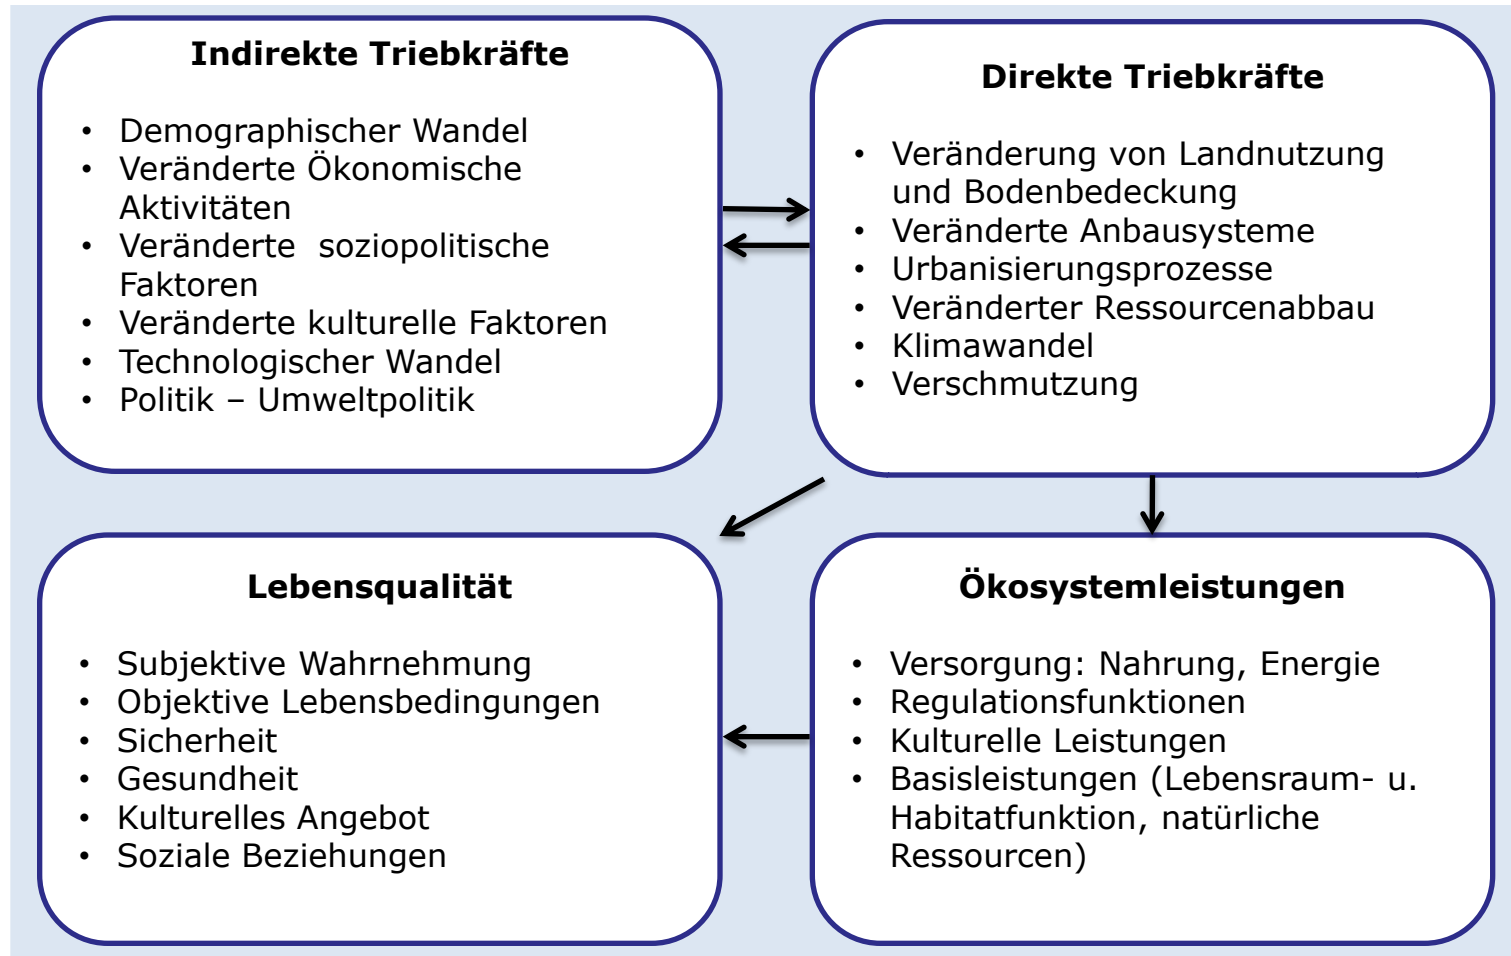 Indirekte Triebkräfte
• Demographischer Wandel
• Veränderte Ökonomische
Aktivitäten
• Veränderte soziopolitische
Faktoren
• Veränderte kulturelle Faktoren
• Technologischer Wandel
• Politik – Umweltpolitik
Direkte Triebkräfte
• Veränderung von Landnutzung
und Bodenbedeckung
• Veränderte Anbausysteme
• Urbanisierungsprozesse
• Veränderter Ressourcenabbau
• Klimawandel
• Verschmutzung
Lebensqualität
• Subjektive Wahrnehmung
• Objektive Lebensbedingungen
• Sicherheit
• Gesundheit
• Kulturelles Angebot
• Soziale Beziehungen
Ökosystemleistungen
• Versorgung: Nahrung, Energie
• Regulationsfunktionen
• Kulturelle Leistungen
• Basisleistungen (Lebensraum- u.
Habitatfunktion, natürliche
Ressourcen)